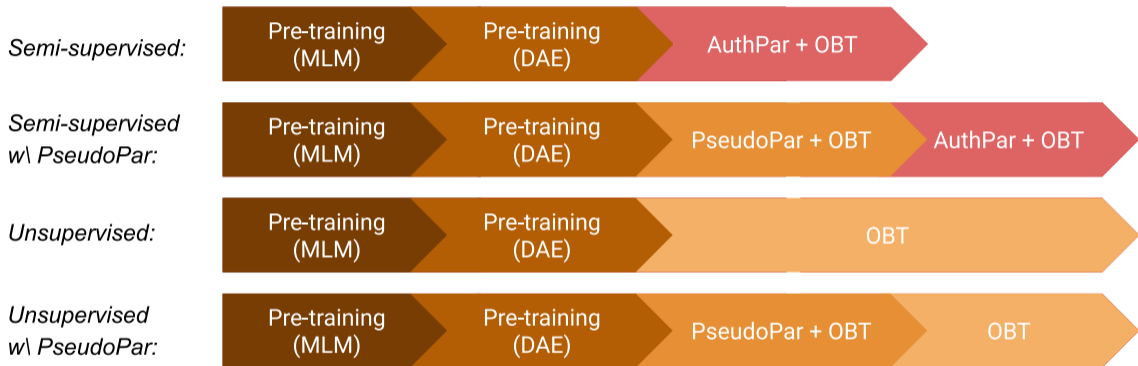 Semi-supervised:
Pre-training
(MLM)
Pre-training
(DAE)
AuthPar + OBT
Semi-supervised
w\ PseudoPar:
Pre-training
(MLM)
Pre-training
(DAE)
PseudoPar + OBT
AuthPar + OBT
Unsupervised:
Pre-training
(MLM)
Pre-training
(DAE)
OBT
Unsupervised
w\ PseudoPar:
Pre-training
(MLM)
Pre-training
(DAE)
PseudoPar + OBT
OBT